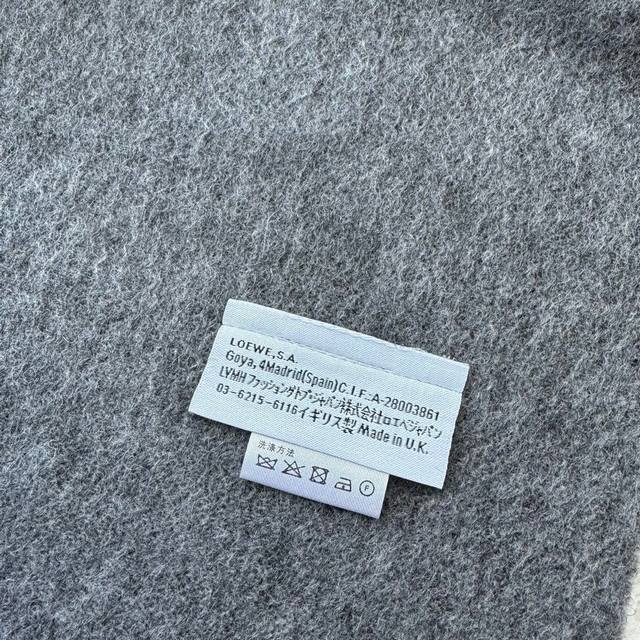 LOEWE,S.A.
Goya, 4Madrid(Spain)C.I.F.A-28003861
LVMHファッショングループ・ジャパン株式会社ロエベジャパン
03-6215-6116イギリス製 Made in U.K.
洗涤方法
F